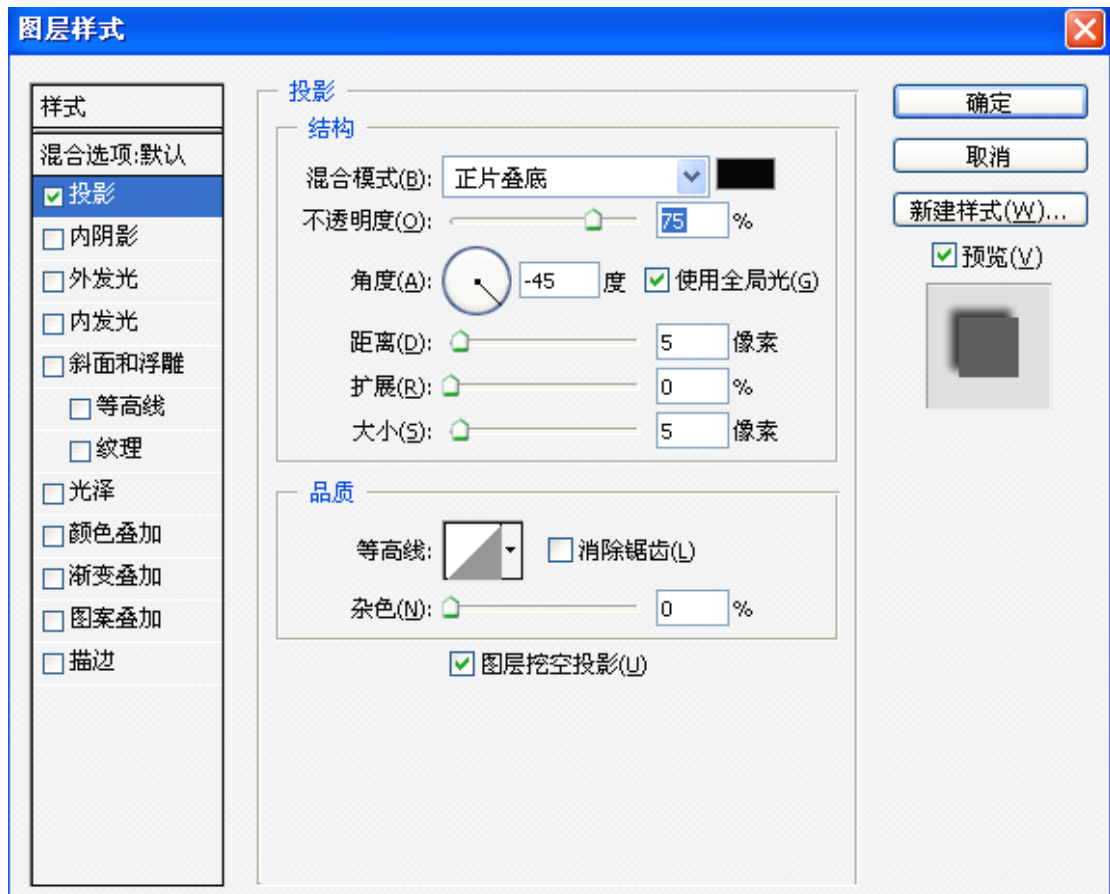 图层样式
样式
混合选项:默认
投影
内阴影
外发光
内发光
斜面和浮雕
等高线
纹理
光泽
颜色叠加
渐变叠加
图案叠加
描边
投影
结构
混合模式(B): 正片叠底
不透明度(O): 75 %
角度(A): -45 度 使用全局光(G)
距离(D): 5 像素
扩展(R): 0 %
大小(S): 5 像素
品质
等高线: 消除锯齿(L)
杂色(N): 0 %
图层挖空投影(U)
确定
取消
新建样式(W)...
预览(V)